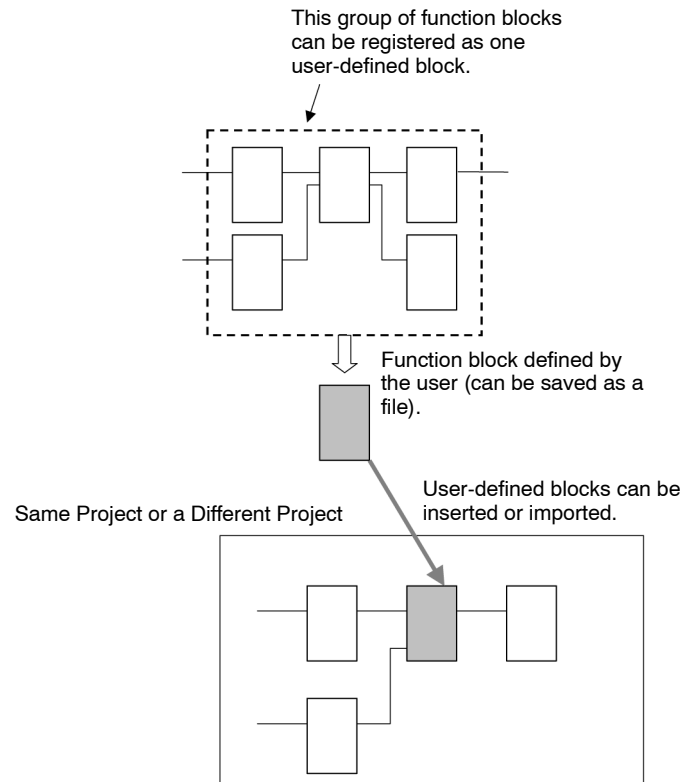 This group of function blocks
can be registered as one
user-defined block.
Function block defined by
the user (can be saved as a
file).
User-defined blocks can be
inserted or imported.
Same Project or a Different Project